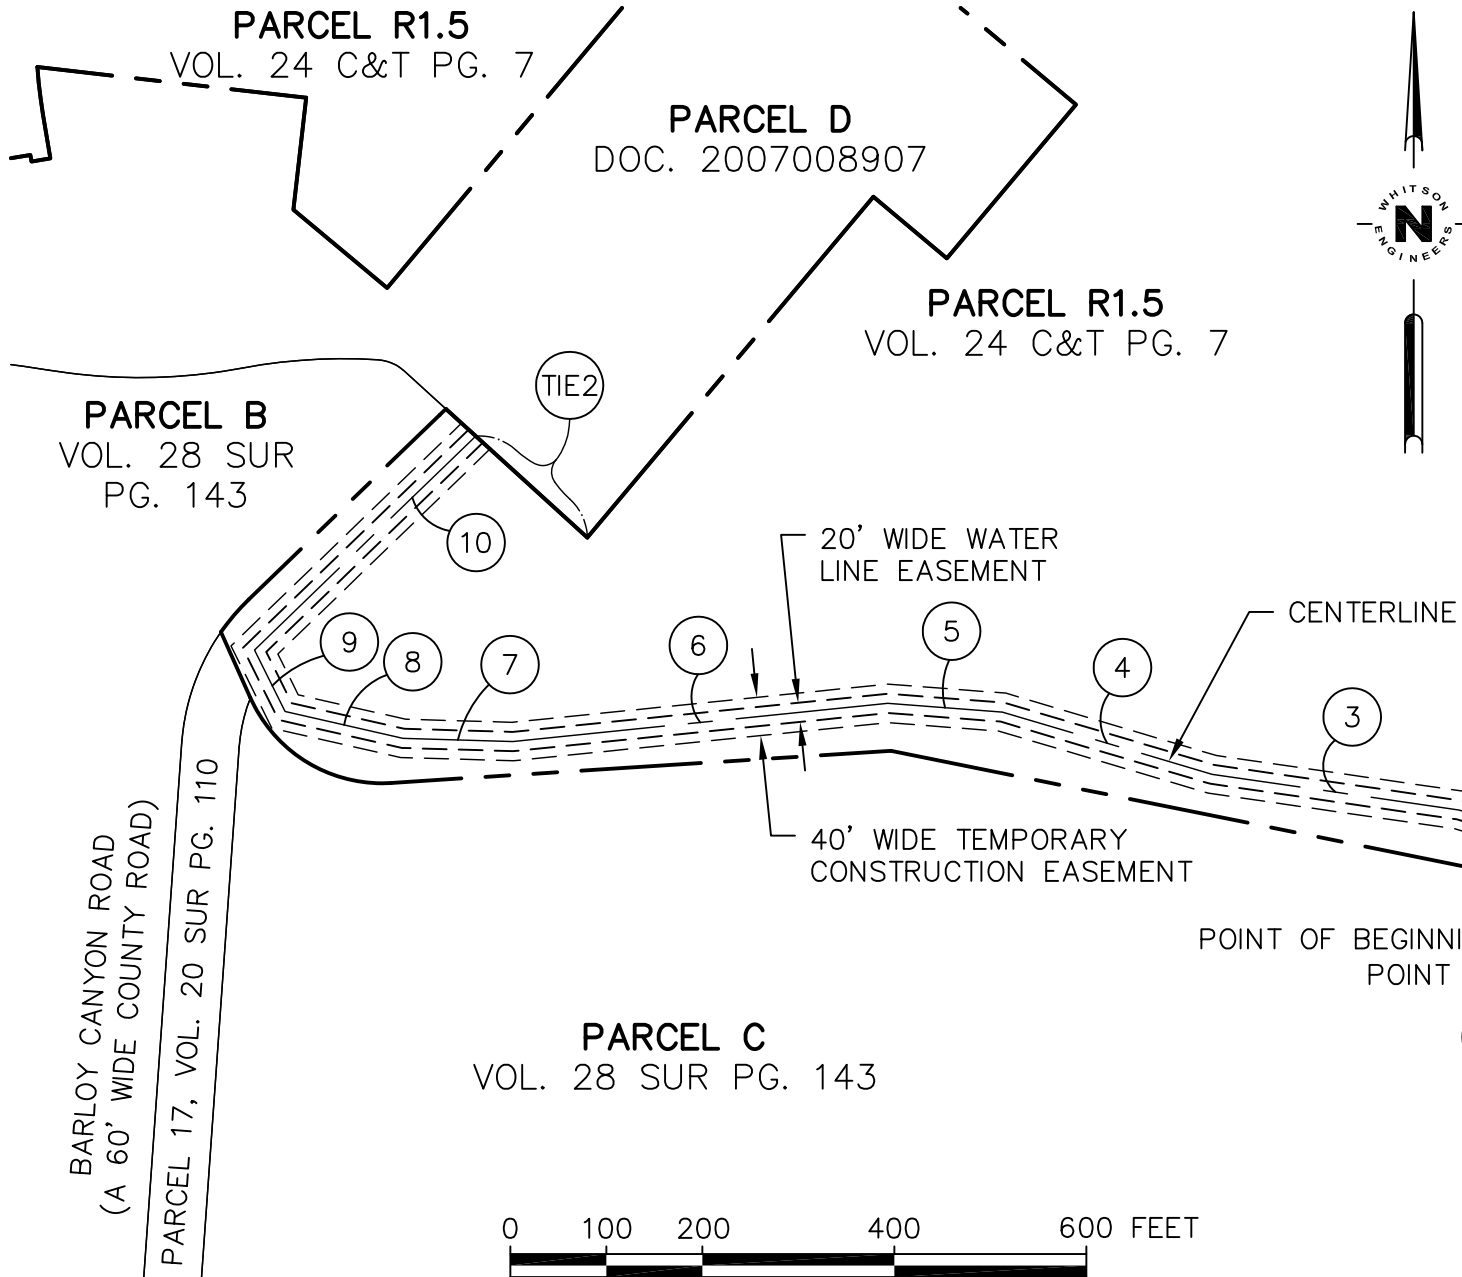 PARCEL R1.5
VOL. 24 C&T PG. 7
PARCEL D
DOC. 2007008907
WHITSON
N
ENGINEERS
PARCEL R1.5
VOL. 24 C&T PG. 7
TIE2
PARCEL B
VOL. 28 SUR
PG. 143
10
20' WIDE WATER
LINE EASEMENT
CENTERLINE
9
8
7
6
5
4
3
40' WIDE TEMPORARY
CONSTRUCTION EASEMENT
BARLOY CANYON ROAD
(A 60' WIDE COUNTY ROAD)
PARCEL 17, VOL. 20 SUR PG. 110
POINT OF BEGINNI
POINT
PARCEL C
VOL. 28 SUR PG. 143
0 100 200 400 600 FEET